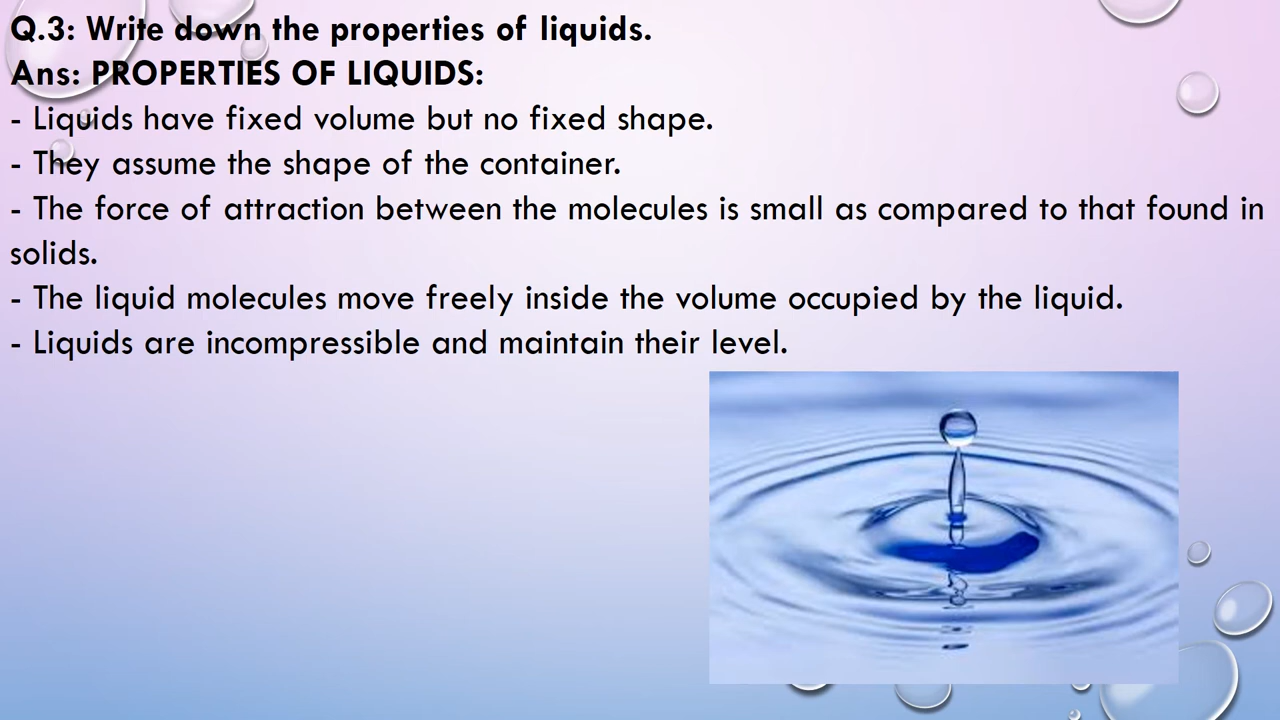 Q.3: Write down the properties of liquids.
Ans: PROPERTIES OF LIQUIDS:
- Liquids have fixed volume but no fixed shape.
- They assume the shape of the container.
- The force of attraction between the molecules is small as compared to that found in
solids.
- The liquid molecules move freely inside the volume occupied by the liquid.
- Liquids are incompressible and maintain their level.